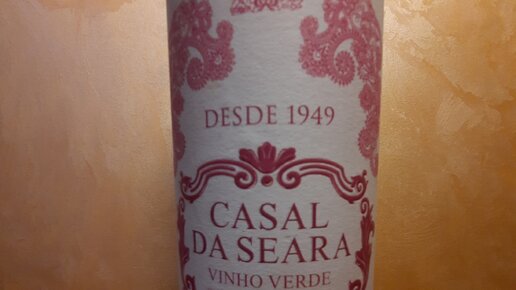 DESDE 1949
CASAL
DA SEARA
VINHO VERDE